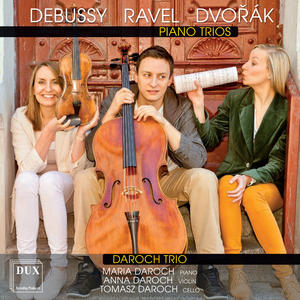 DEBUSSY RAVEL DVOŘÁK
PIANO TRIOS
DAROCH TRIO
MARIA DAROCH PIANO
ANNA DAROCH VIOLIN
TOMASZ DAROCH CELLO
DUX